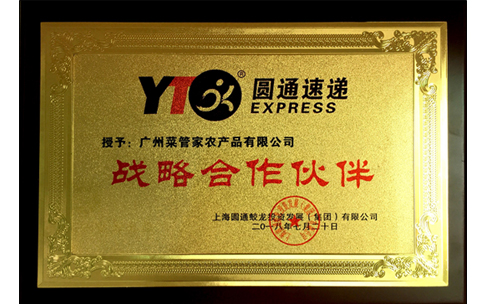 YTO® 圆通速递
EXPRESS
授予：广州菜管家农产品有限公司
战略合作伙伴
上海圆通蛟龙投资发展（集团）有限公司
二〇一八年七月二十日